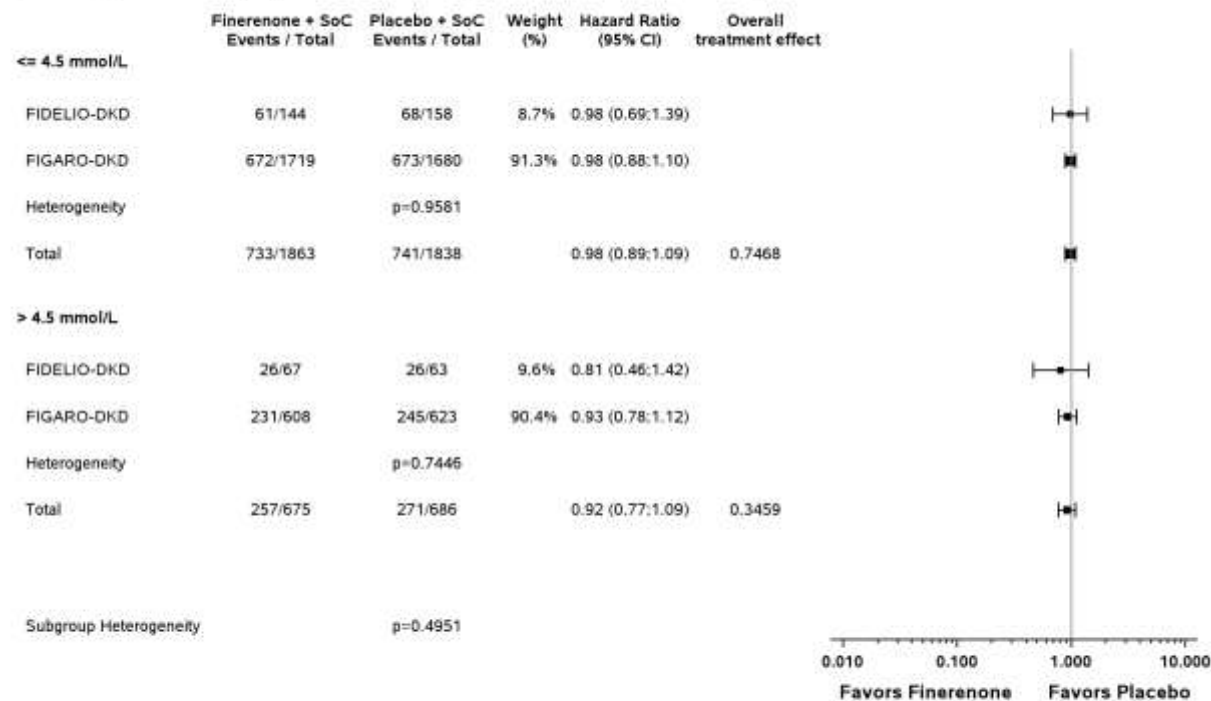 Finerenone + SoC Placebo + SoC Weight Hazard Ratio Overall
Events / Total Events / Total (%) (95% CI) treatment effect
<= 4.5 mmol/L
FIDELIO-DKD 61/144 68/158 8.7% 0.98 (0.69;1.39)
FIGARO-DKD 672/1719 673/1680 91.3% 0.98 (0.88;1.10)
Heterogeneity p=0.9581
Total 733/1863 741/1838 0.98 (0.89;1.09) 0.7468
> 4.5 mmol/L
FIDELIO-DKD 26/67 26/63 9.6% 0.81 (0.46;1.42)
FIGARO-DKD 231/608 245/623 90.4% 0.93 (0.78;1.12)
Heterogeneity p=0.7446
Total 257/675 271/686 0.92 (0.77;1.09) 0.3459
Subgroup Heterogeneity p=0.4951
0.010 0.100 1.000 10.000
Favors Finerenone Favors Placebo